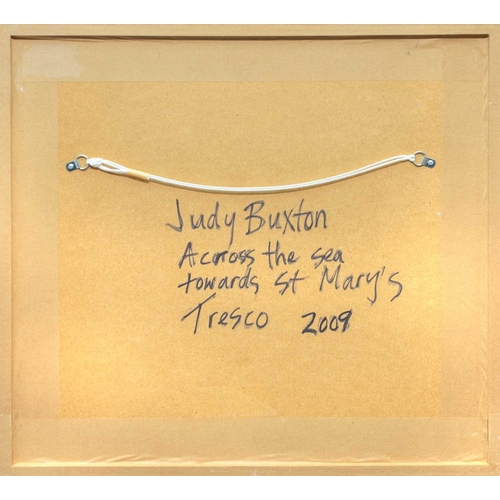 Judy Buxton
Across the sea
towards St Mary's
Tresco 2009